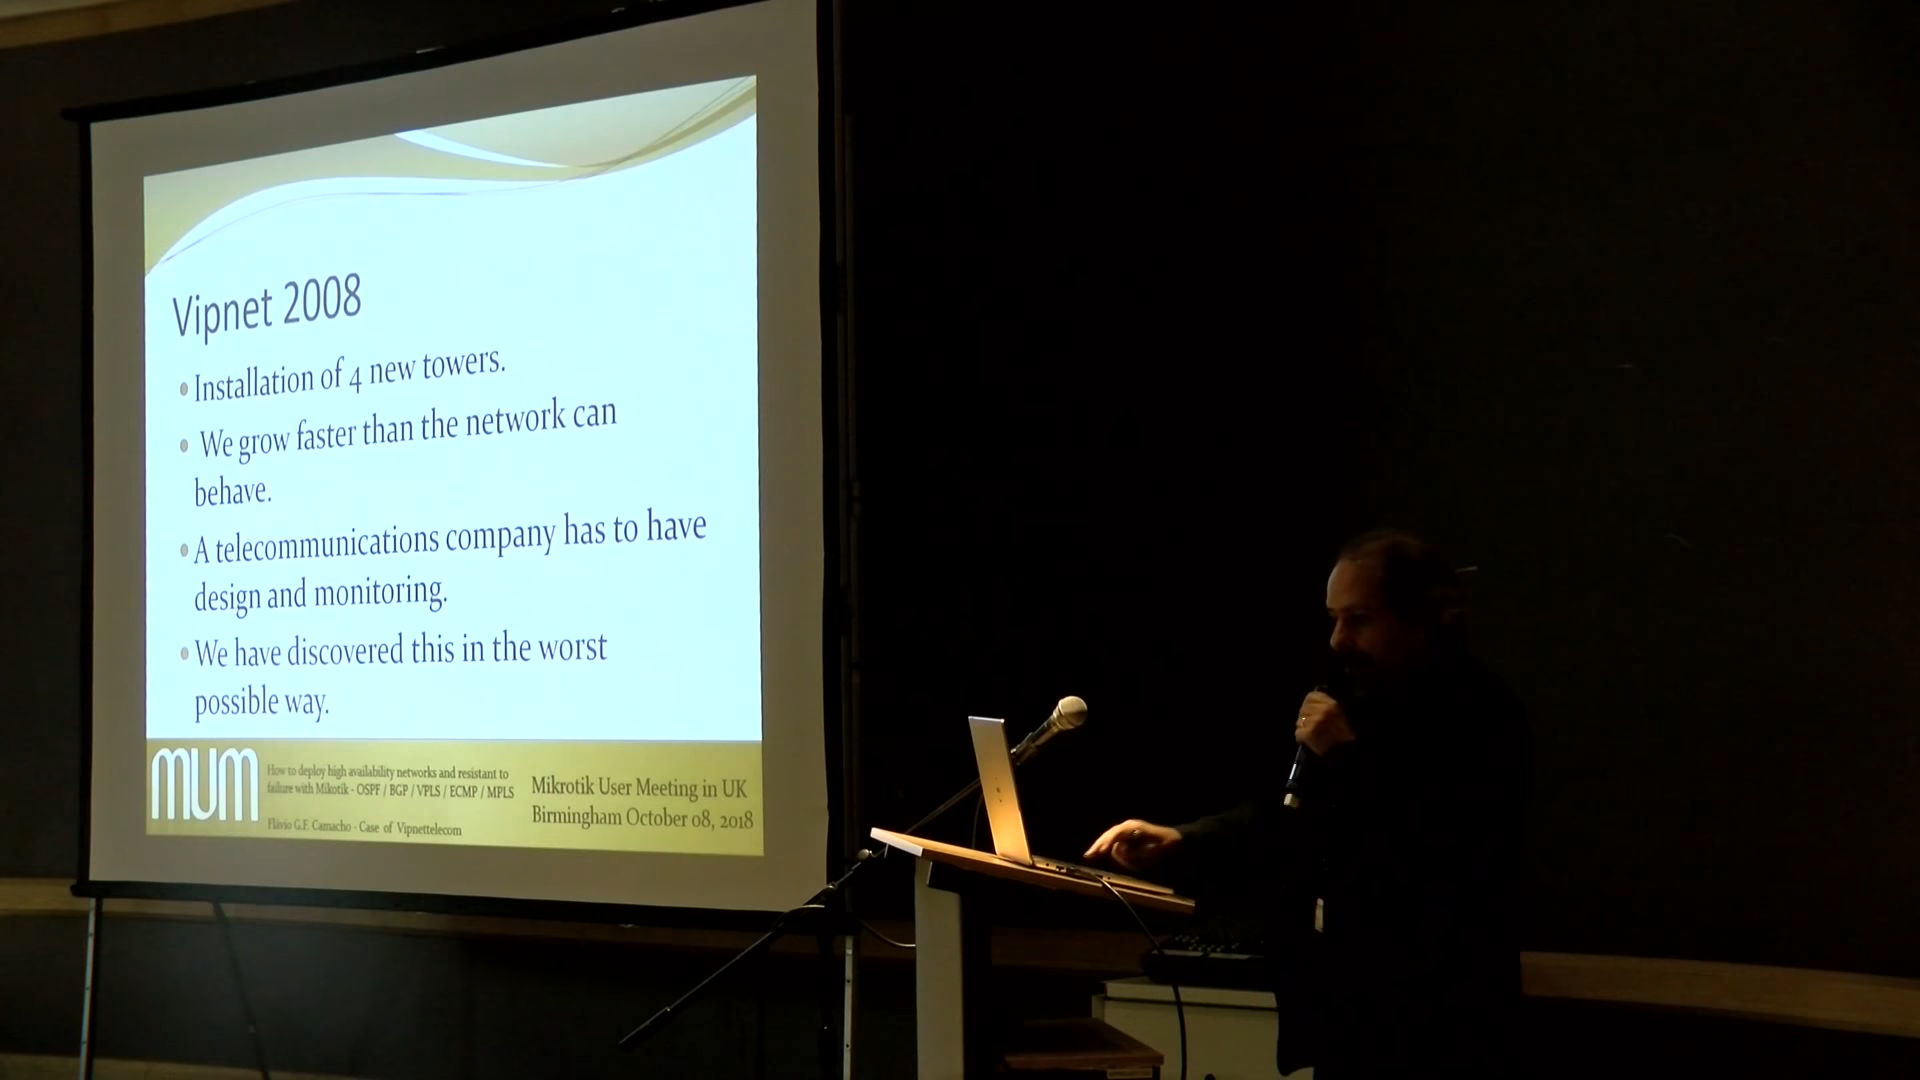 Vipnet 2008
Installation of 4 new towers.
We grow faster than the network can
behave.
A telecommunications company has to have
design and monitoring.
We have discovered this in the worst
possible way.
MUM
How to deploy high availability networks and resistant to
failure with Mikotik - OSPF / BGP / VPLS / ECMP / MPLS
Flávio G.F. Camacho - Case of Vipnettelecom
Mikrotik User Meeting in UK
Birmingham October 08, 2018